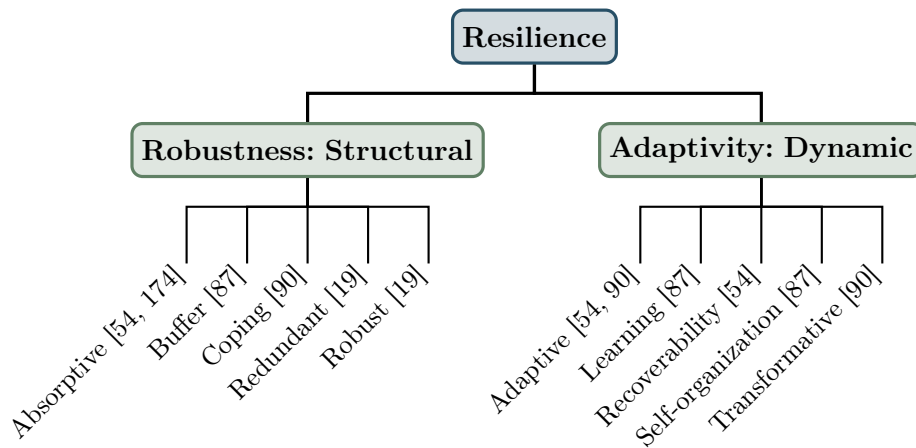 Resilience
Robustness: Structural
Adaptivity: Dynamic
Absorptive [54, 174]
Buffer [87]
Coping [90]
Redundant [19]
Robust [19]
Adaptive [54, 90]
Learning [87]
Recoverability [54]
Self-organization [87]
Transformative [90]